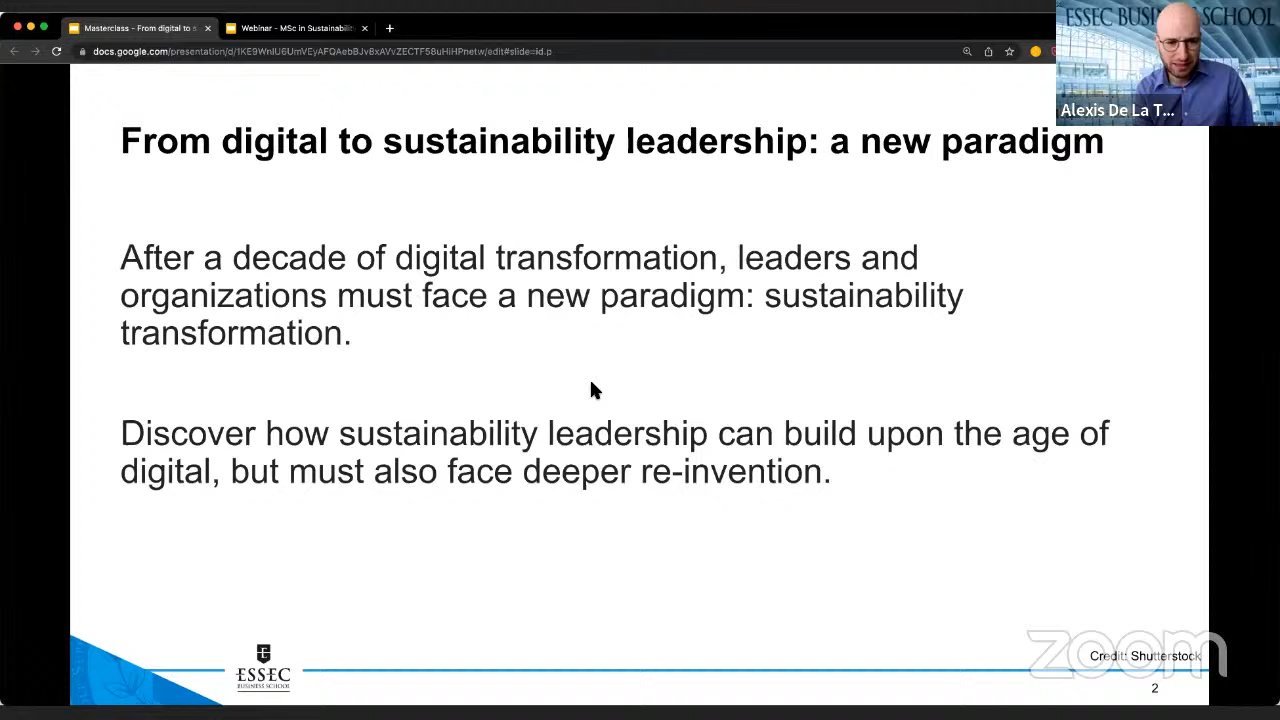 Masterclass - From digital to s
Webinar - MSc in Sustainabilit
ESSEC BUSINESS SCHOOL
Alexis De La T...
From digital to sustainability leadership: a new paradigm
After a decade of digital transformation, leaders and
organizations must face a new paradigm: sustainability
transformation.
Discover how sustainability leadership can build upon the age of
digital, but must also face deeper re-invention.
ESSEC
BUSINESS SCHOOL
zoom
Credit: Shutterstock
2